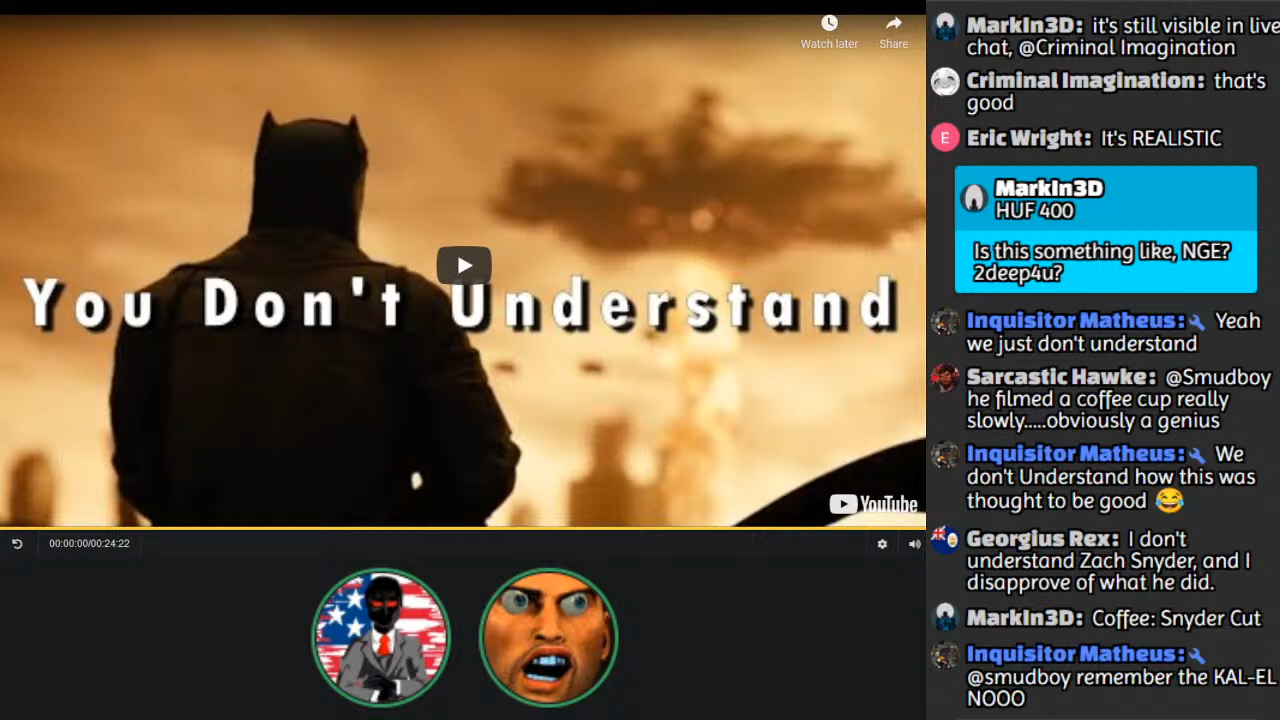 Watch later
Share
You Don't Understand
YouTube
00:00:00/00:24:22
MarkIn3D: it's still visible in live
chat, @Criminal Imagination
Criminal Imagination: that's
good
E
Eric Wright: It's REALISTIC
MarkIn3D
HUF 400
Is this something like, NGE?
2deep4u?
Inquisitor Matheus: Yeah
we just don't understand
Sarcastic Hawke: @Smudboy
he filmed a coffee cup really
slowly.....obviously a genius
Inquisitor Matheus: We
don't Understand how this was
thought to be good 😂
Georgius Rex: I don't
understand Zach Snyder, and I
disapprove of what he did.
MarkIn3D: Coffee: Snyder Cut
Inquisitor Matheus:
@smudboy remember the KAL-EL
NOOO